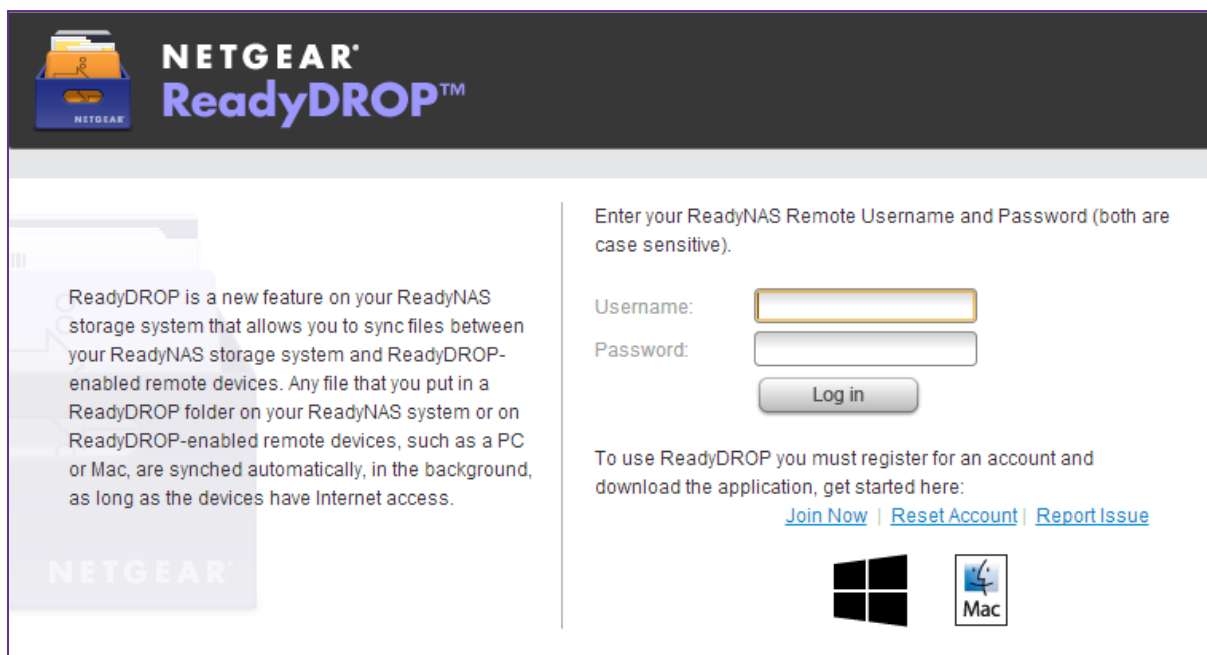 NETGEAR
NETGEAR®
ReadyDROP™
ReadyDROP is a new feature on your ReadyNAS
storage system that allows you to sync files between
your ReadyNAS storage system and ReadyDROP-
enabled remote devices. Any file that you put in a
ReadyDROP folder on your ReadyNAS system or on
ReadyDROP-enabled remote devices, such as a PC
or Mac, are synched automatically, in the background,
as long as the devices have Internet access.
NETGEAR®
Enter your ReadyNAS Remote Username and Password (both are
case sensitive).
Username:
Password:
Log in
To use ReadyDROP you must register for an account and
download the application, get started here:
Join Now | Reset Account | Report Issue
Mac